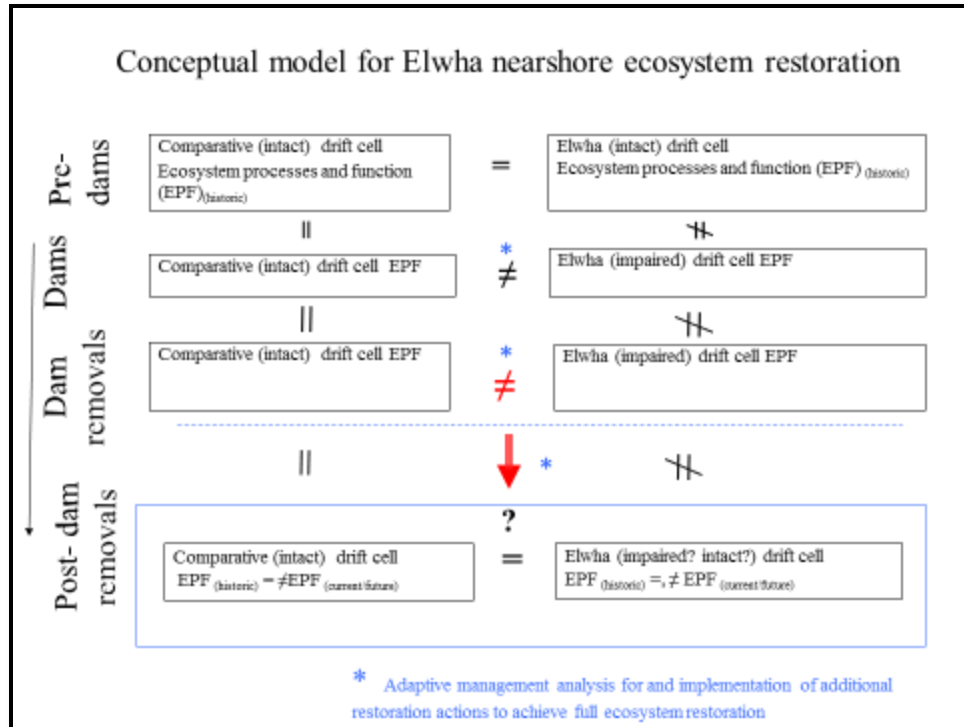 Conceptual model for Elwha nearshore ecosystem restoration
Pre-
dams
Comparative (intact) drift cell
Ecosystem processes and function
(EPF)(historic)
=
Elwha (intact) drift cell
Ecosystem processes and function (EPF) (historic)
=
≠
Dams
Comparative (intact) drift cell EPF
*
≠
Elwha (impaired) drift cell EPF
=
≠
Dam
removals
Comparative (intact) drift cell EPF
*
≠
Elwha (impaired) drift cell EPF
=
*
≠
Post- dam
removals
?
Comparative (intact) drift cell
EPF (historic) = ≠EPF (current/future)
=
Elwha (impaired? intact?) drift cell
EPF (historic) =, ≠ EPF (current/future)
* Adaptive management analysis for and implementation of additional
restoration actions to achieve full ecosystem restoration